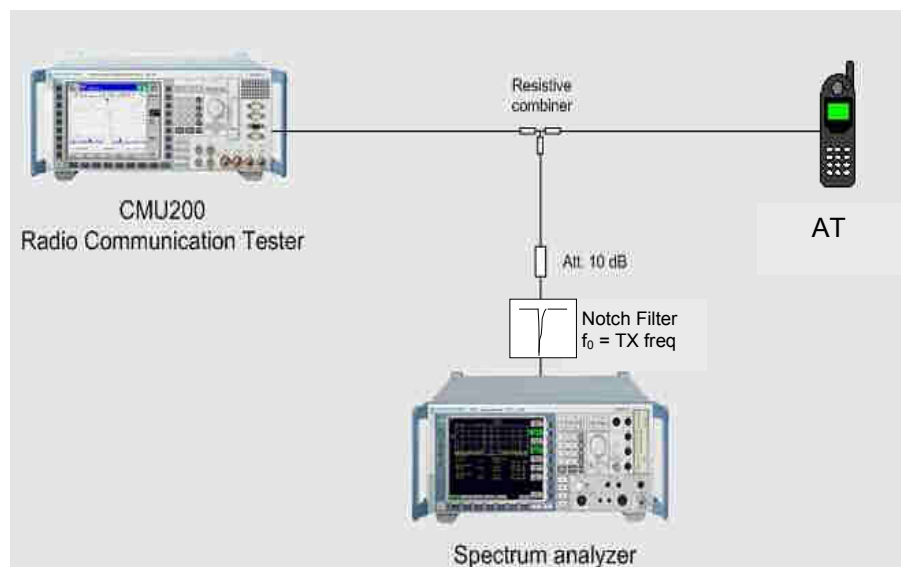 Resistive
combiner
CMU200
Radio Communication Tester
AT
Att. 10 dB
Notch Filter
f₀ = TX freq
Spectrum analyzer